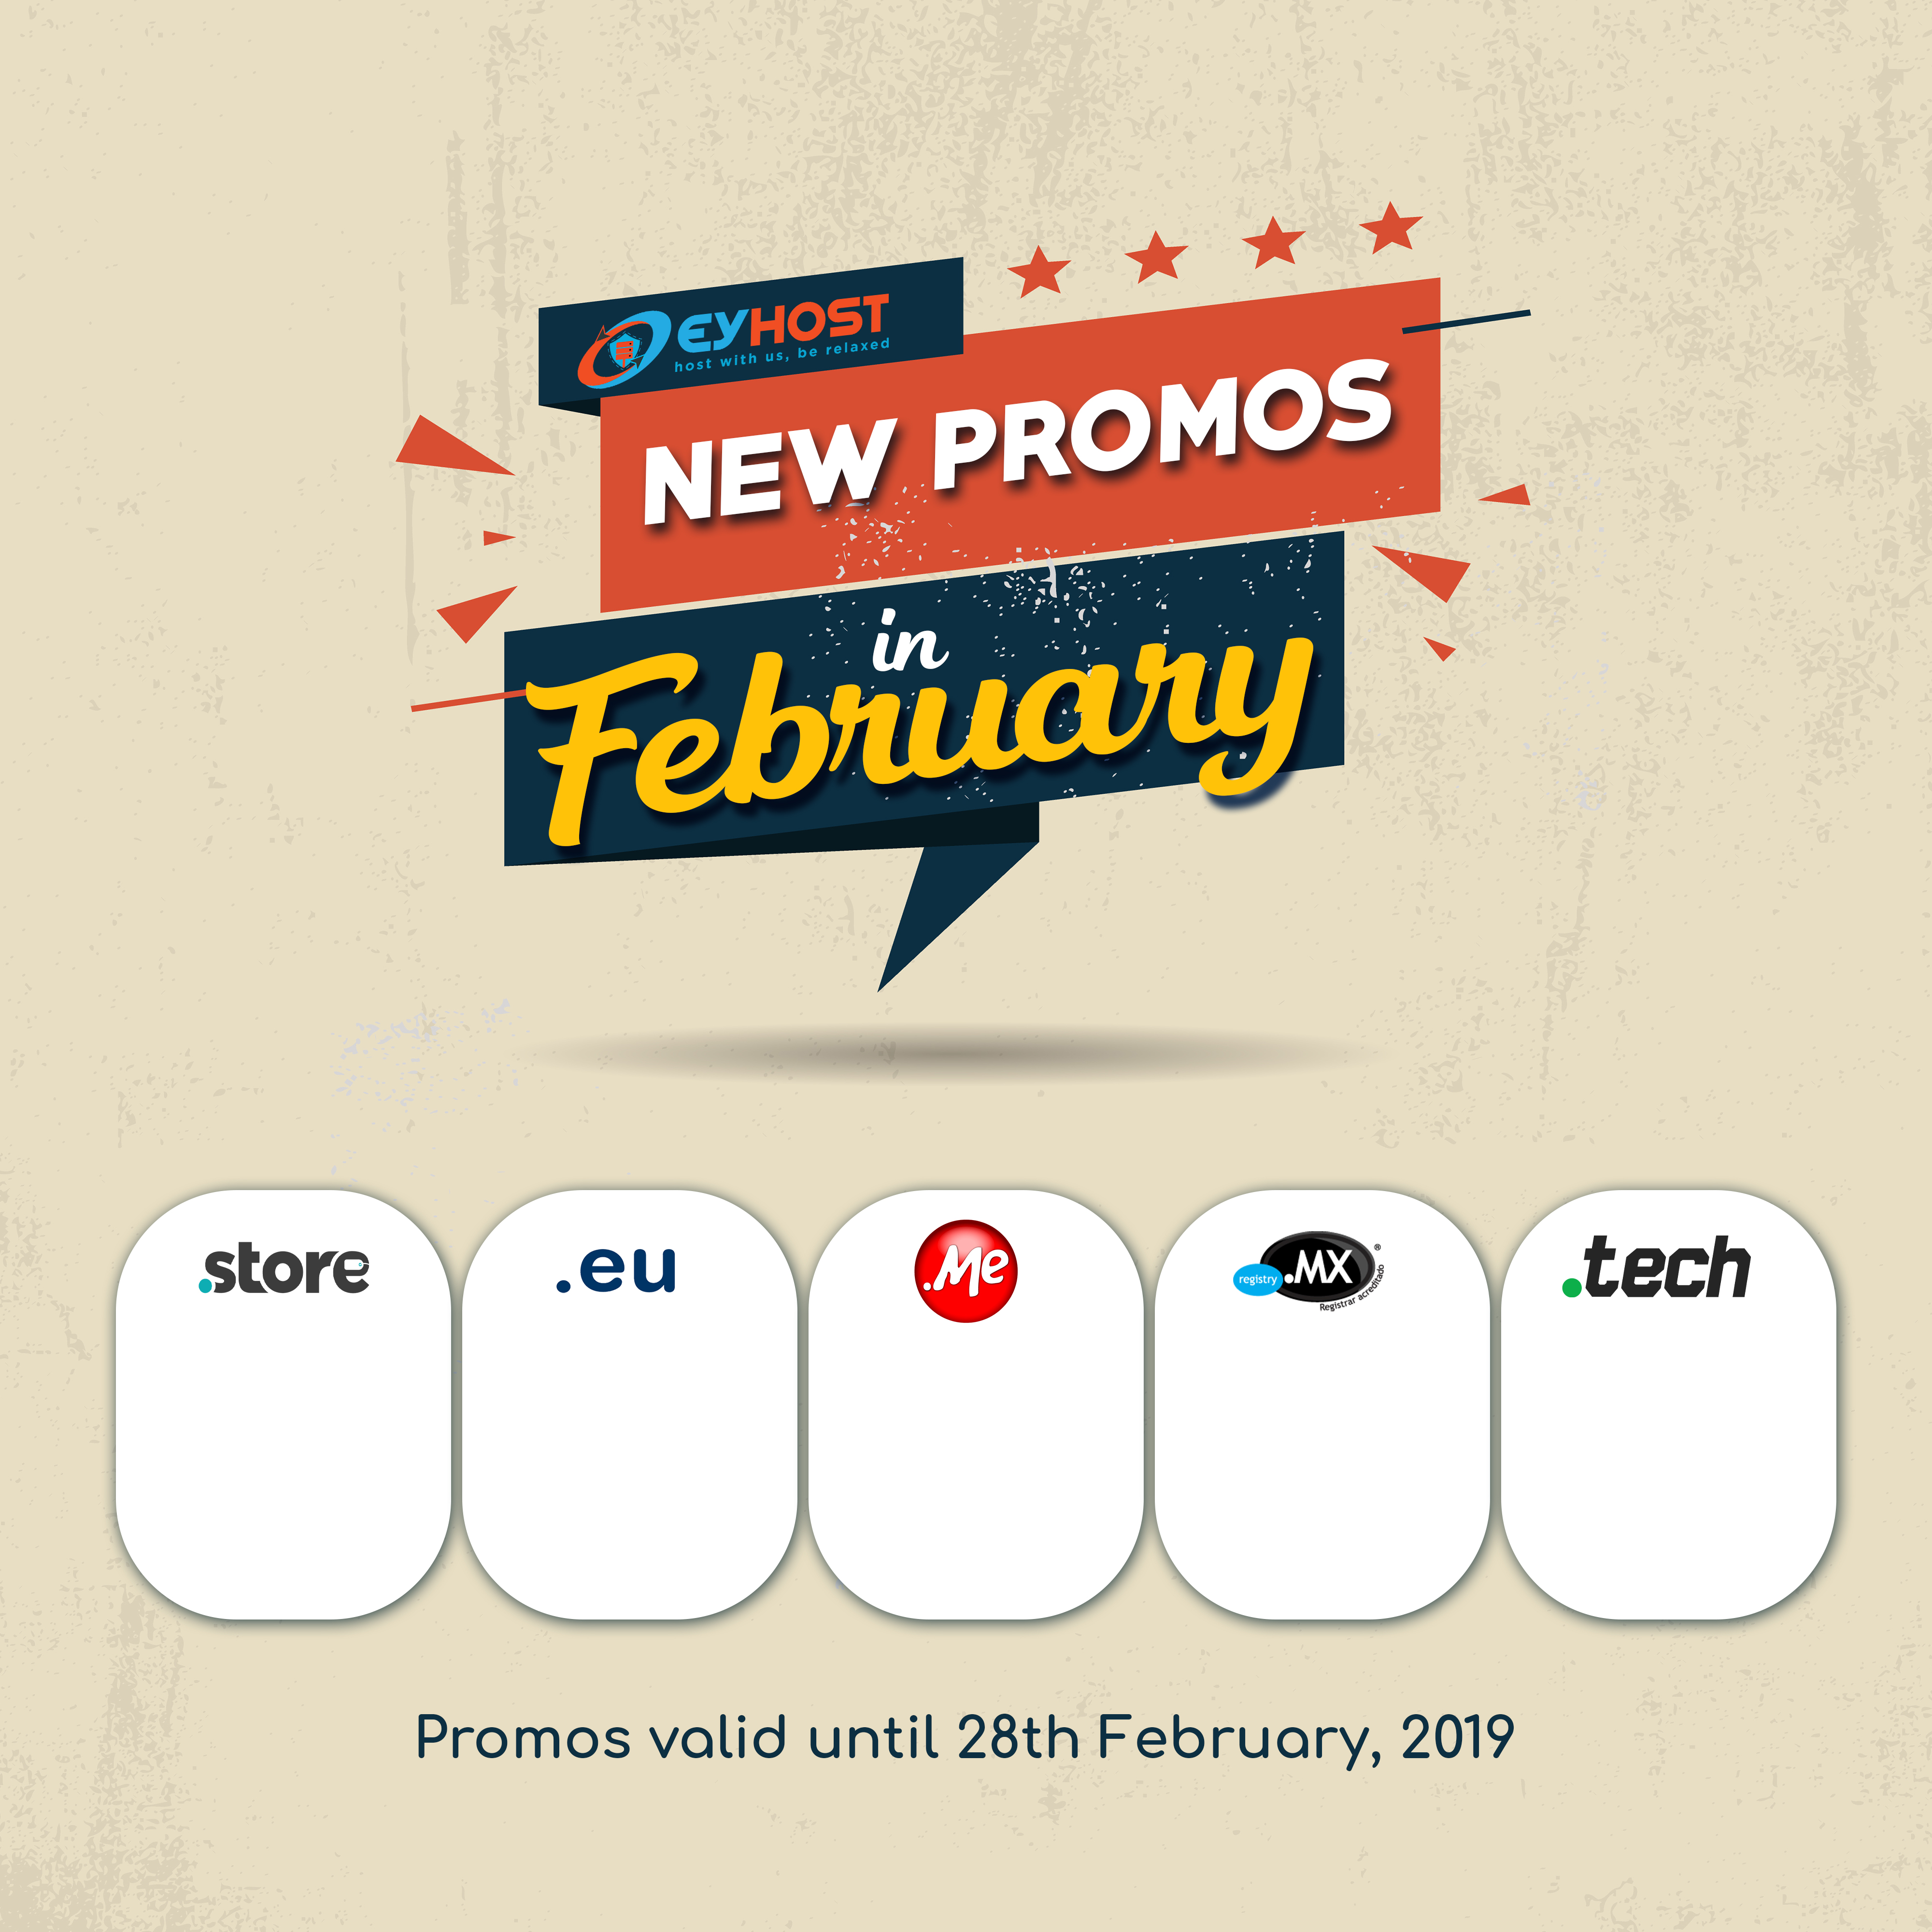 EYHOST
host with us, be relaxed
NEW PROMOS
in
February
.store
.eu
.Me
registry .MX ®
Registrar acreditado
.tech
Promos valid until 28th February, 2019